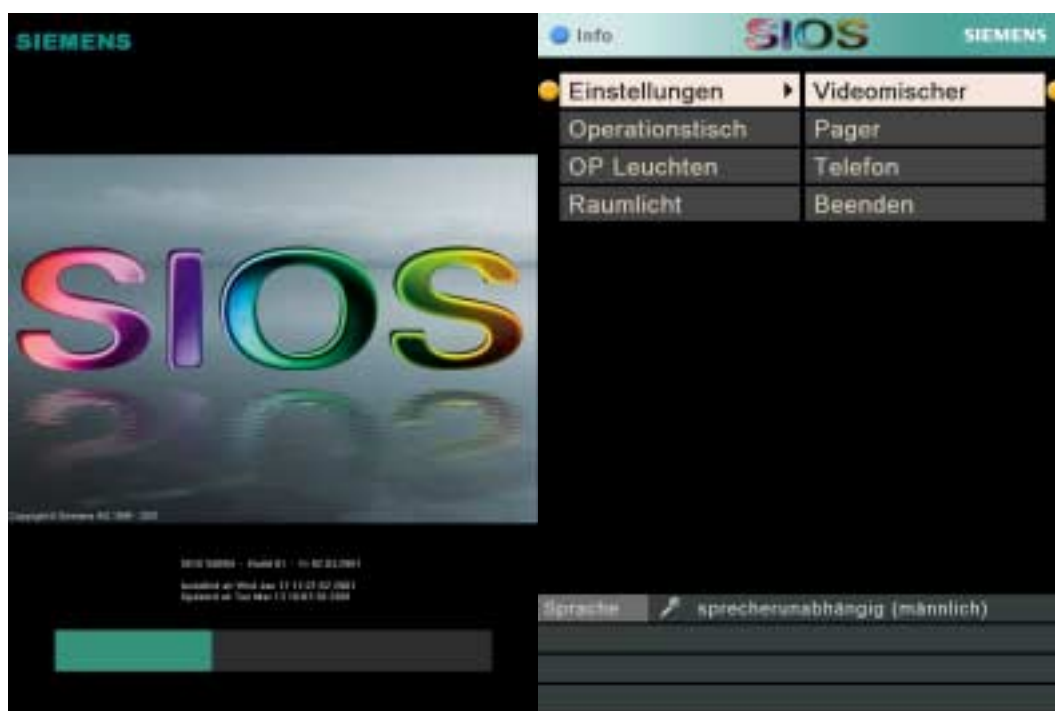 SIEMENS
SIOS
Info
SIOS
SIEMENS
Einstellungen
Videomischer
Operationstisch
Pager
OP Leuchten
Telefon
Raumlicht
Beenden
Sprache
sprecherunabhängig (männlich)